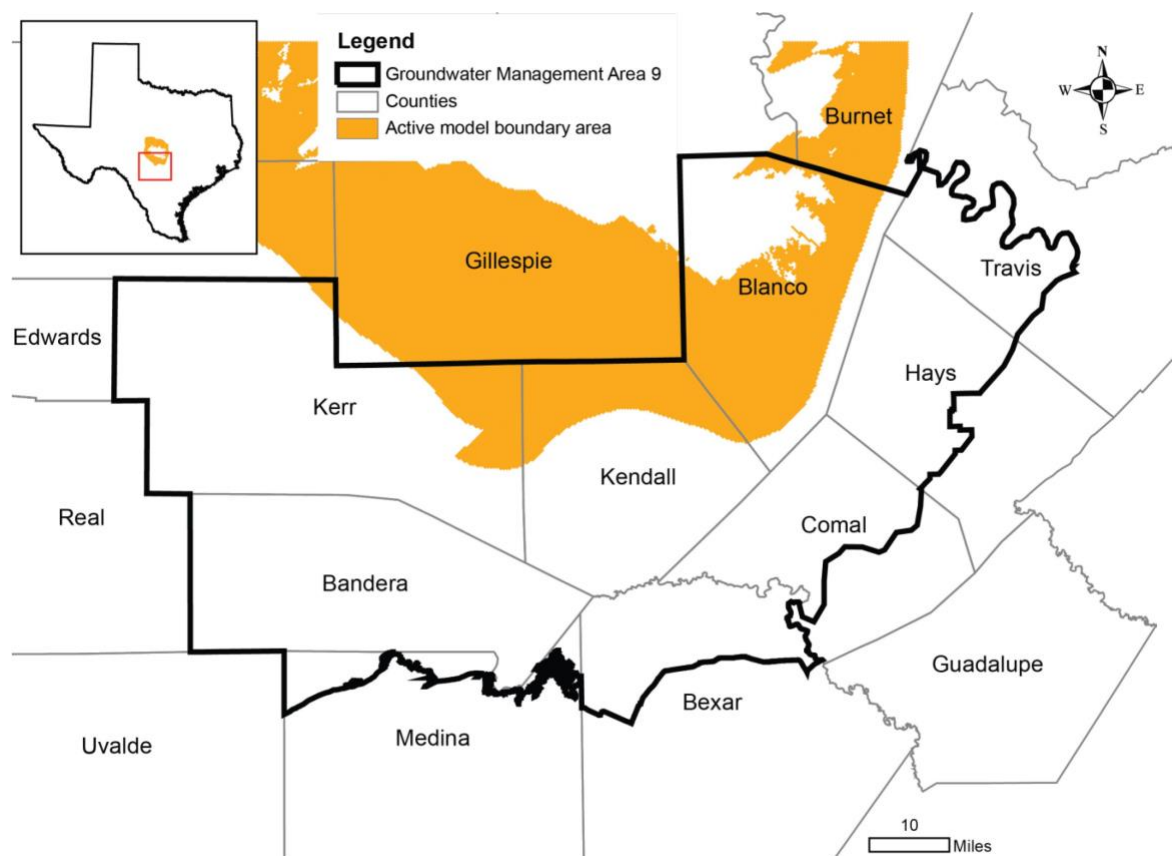 Legend
Groundwater Management Area 9
Counties
Active model boundary area
N
W E
S
Burnet
Gillespie
Travis
Blanco
Edwards
Hays
Kerr
Kendall
Real
Comal
Bandera
Guadalupe
Bexar
Medina
Uvalde
10
Miles